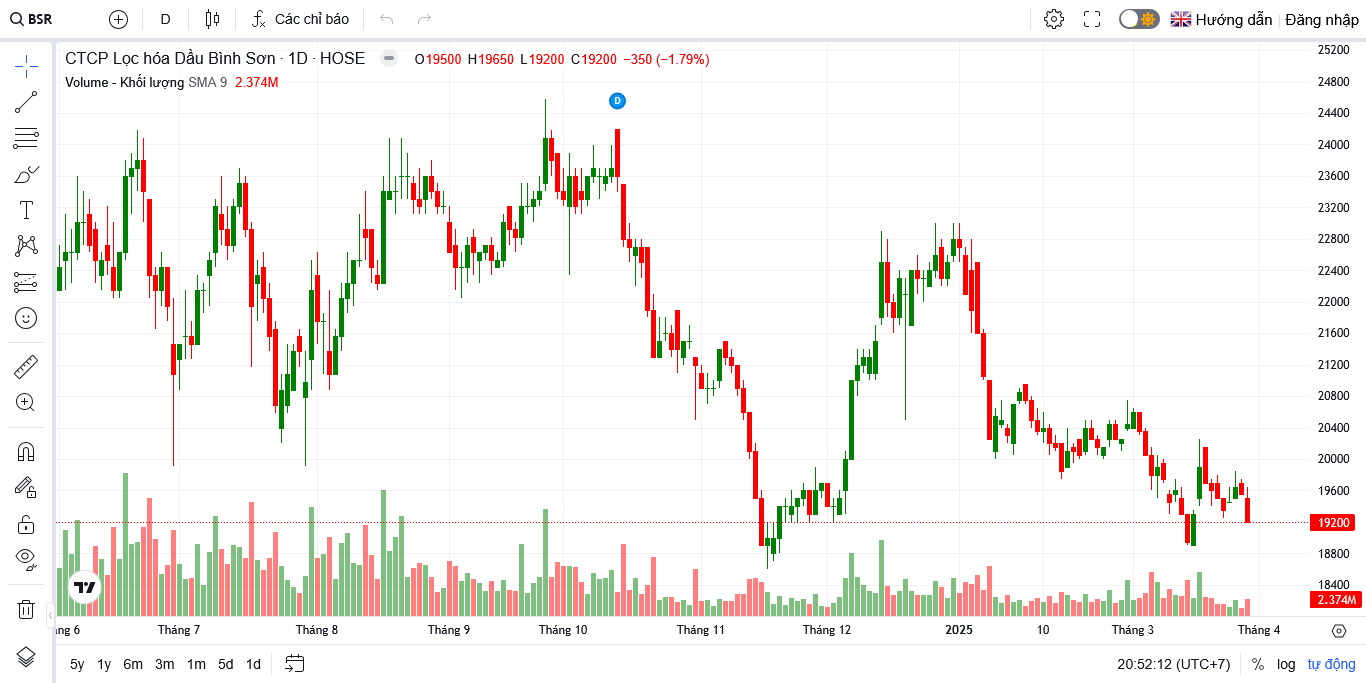 BSR D Các chỉ báo Hướng dẫn Đăng nhập
CTCP Lọc hóa Dầu Bình Sơn · 1D · HOSE O19500 H19650 L19200 C19200 −350 (−1.79%)
Volume - Khối lượng SMA 9 2.374M
D
25200
24800
24400
24000
23600
23200
22800
22400
22000
21600
21200
20800
20400
20000
19600
19200
18800
18400
2.374M
ng 6 Tháng 7 Tháng 8 Tháng 9 Tháng 10 Tháng 11 Tháng 12 2025 10 Tháng 3 Tháng 4
5y 1y 6m 3m 1m 5d 1d 20:52:12 (UTC+7) % log tự động